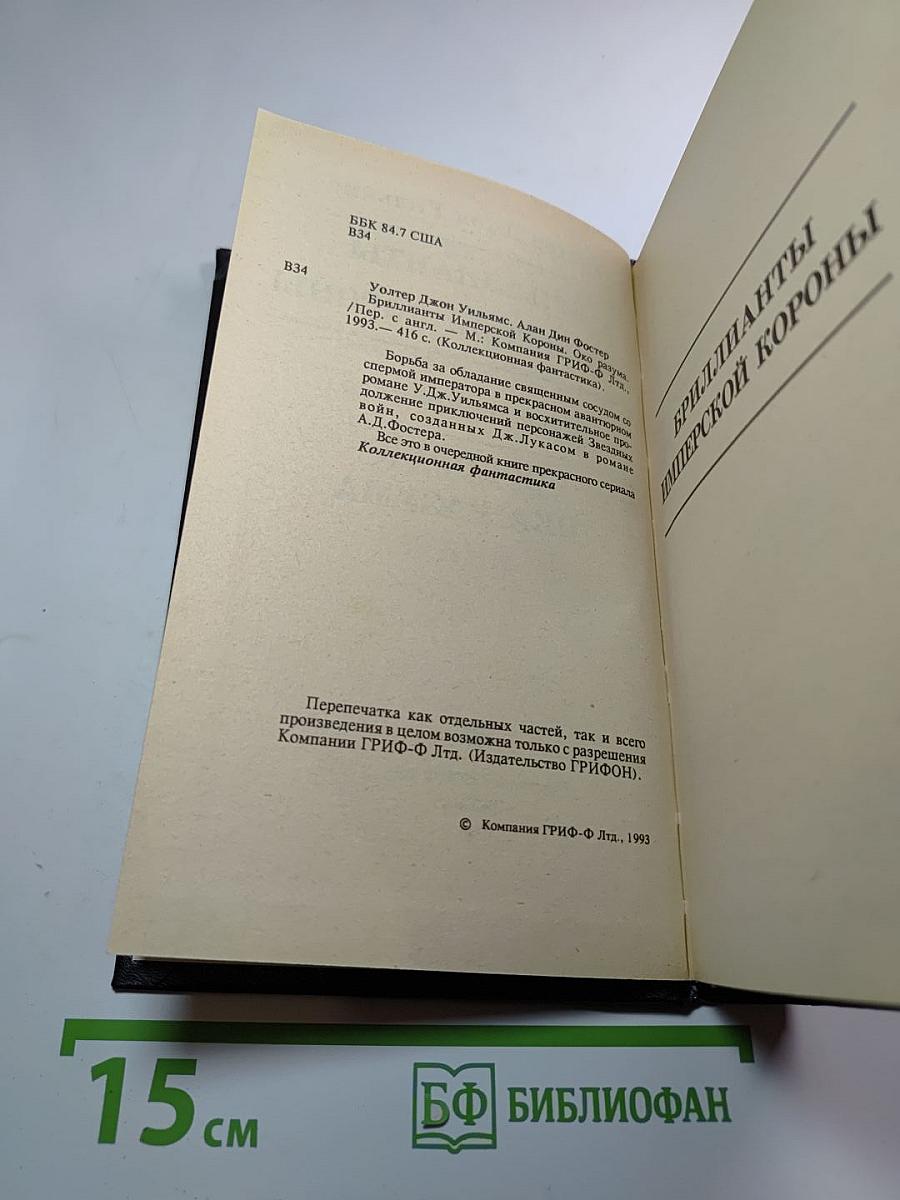 ББК 84.7 США
В34
В34
Уолтер Джон Уильямс. Алан Дин Фостер
Бриллианты Имперской Короны. Око разума.
/Пер. с англ. — М.: Компания ГРИФ-Ф Лтд.,
1993.— 416 с. (Коллекционная фантастика).
Борьба за обладание священным сосудом со
спермой императора в прекрасном авантюрном
романе У.Дж.Уильямса и восхитительное про-
должение приключений персонажей Звездных
войн, созданных Дж.Лукасом в романе
А.Д.Фостера.
Все это в очередной книге прекрасного сериала
Коллекционная фантастика
Перепечатка как отдельных частей, так и всего
произведения в целом возможна только с разрешения
Компании ГРИФ-Ф Лтд. (Издательство ГРИФОН).
© Компания ГРИФ-Ф Лтд., 1993
БРИЛЛИАНТЫ
ИМПЕРСКОЙ КОРОНЫ
15 см
БФ БИБЛИОФАН